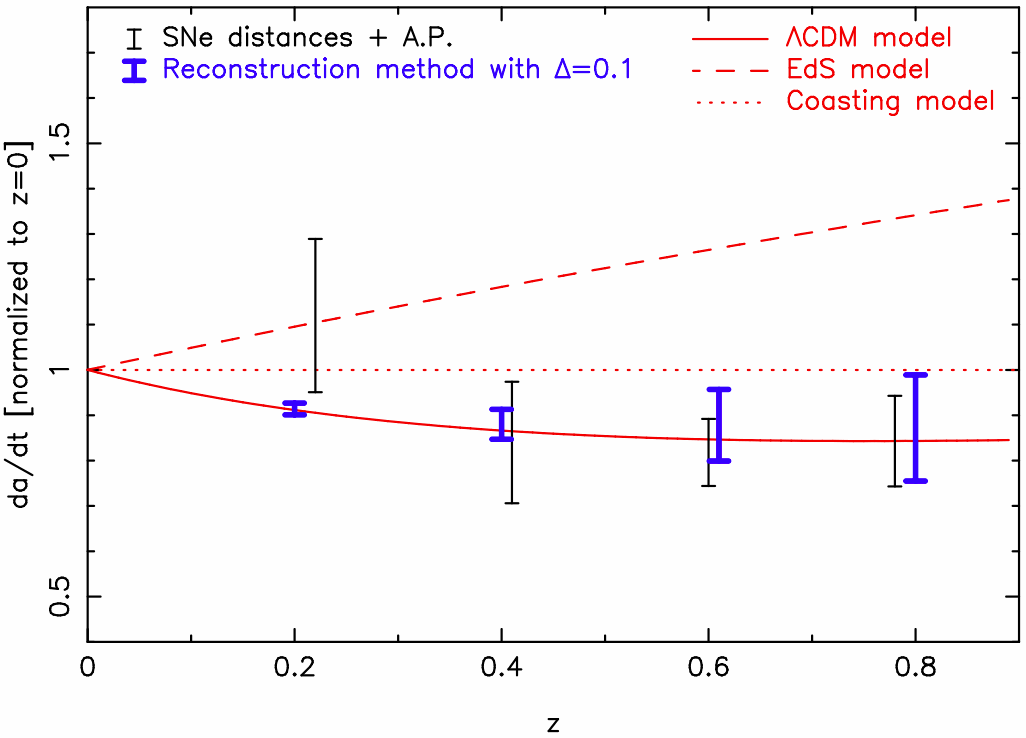 SNe distances + A.P.
Reconstruction method with Δ=0.1
ΛCDM model
EdS model
Coasting model
da/dt [normalized to z=0]
1.5
1
0.5
0 0.2 0.4 0.6 0.8
z